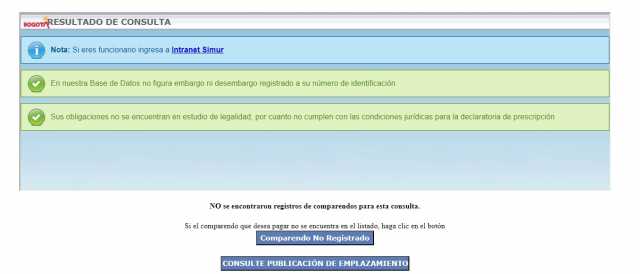 BOGOTÁ RESULTADO DE CONSULTA
Nota: Si eres funcionario ingresa a Intranet Simur
En nuestra Base de Datos no figura embargo ni desembargo registrado a su número de identificación
Sus obligaciones no se encuentran en estudio de legalidad, por cuanto no cumplen con las condiciones jurídicas para la declaratoria de prescripción
NO se encontraron registros de comparendos para esta consulta.
Si el comparendo que desea pagar no se encuentra en el listado, haga clic en el botón
Comparendo No Registrado
CONSULTE PUBLICACIÓN DE EMPLAZAMIENTO